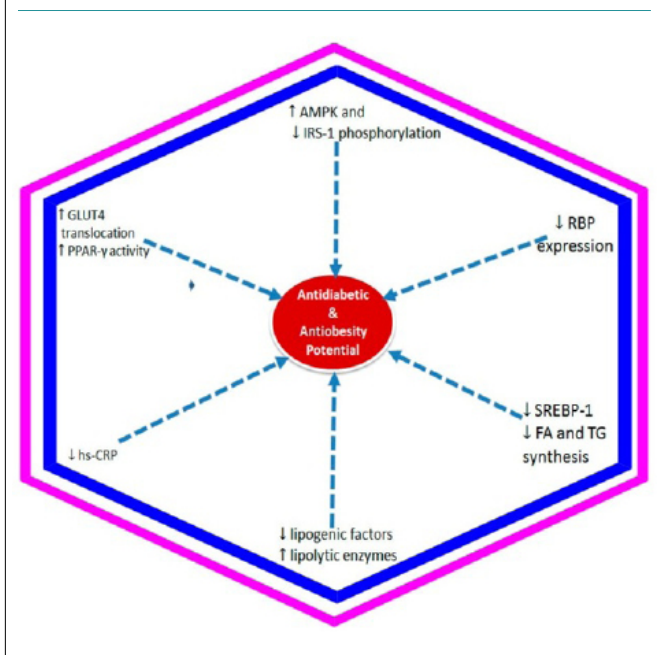 ↑ AMPK and
↓ IRS-1 phosphorylation
↑ GLUT4
translocation
↑ PPAR-γ activity
↓ RBP
expression
Antidiabetic
&
Antiobesity
Potential
↓ SREBP-1
↓ FA and TG
synthesis
↓ hs-CRP
↓ lipogenic factors
↑ lipolytic enzymes